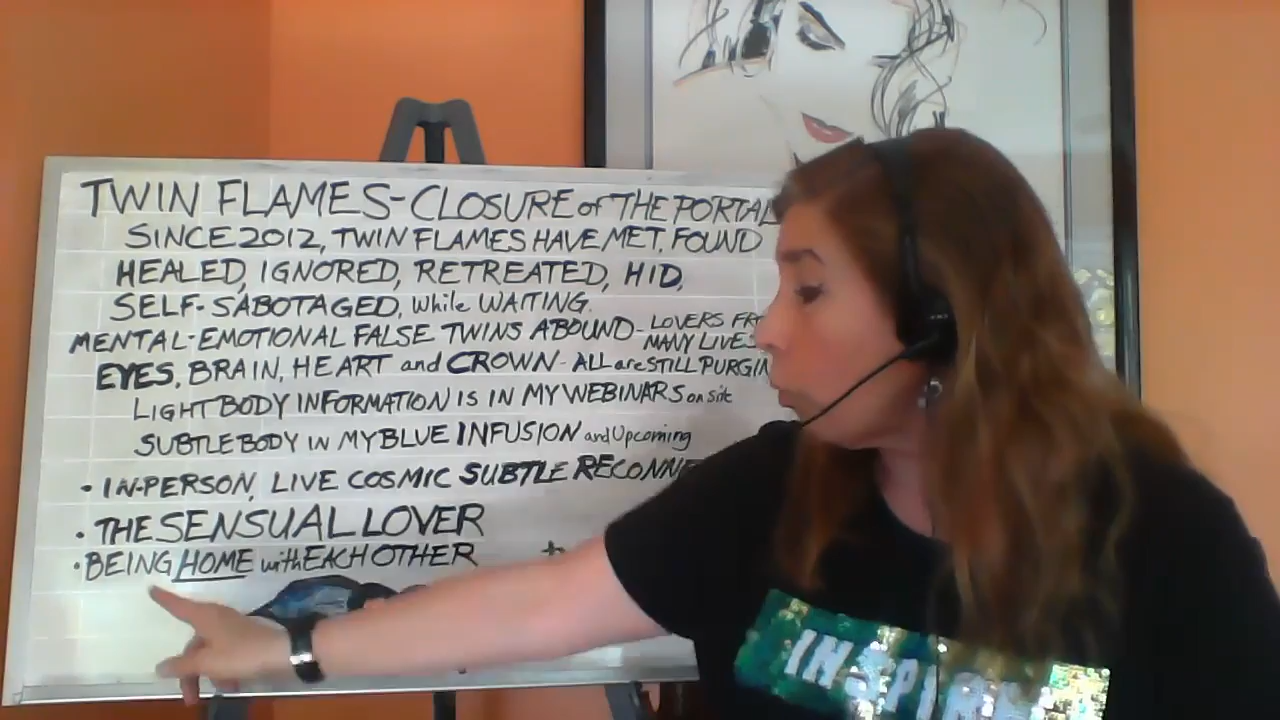 TWIN FLAMES-CLOSURE of THE PORTAL
SINCE 2012, TWIN FLAMES HAVE MET, FOUND
HEALED, IGNORED, RETREATED, HID,
SELF-SABOTAGED, while WAITING.
MENTAL-EMOTIONAL FALSE TWINS ABOUND- LOVERS
MANY LIVES
EYES, BRAIN, HEART and CROWN- ALL are STILL
LIGHT BODY INFORMATION IS IN MY WEBINARS on site
SUBTLE BODY IN MY BLUE INFUSION and Upcoming
• IN-PERSON, LIVE COSMIC SUBTLE
• THE SENSUAL LOVER
• BEING HOME with EACH OTHER